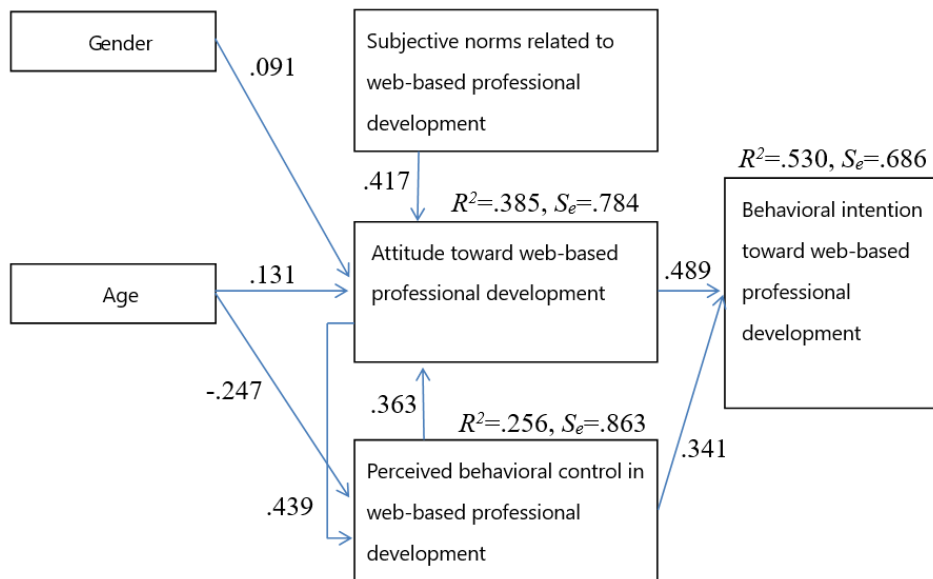 Gender
.091
Subjective norms related to
web-based professional
development
.417
R²=.385, Sₑ=.784
R²=.530, Sₑ=.686
Age
.131
Attitude toward web-based
professional development
.489
Behavioral intention
toward web-based
professional
development
-.247
.363
R²=.256, Sₑ=.863
.341
.439
Perceived behavioral control in
web-based professional
development